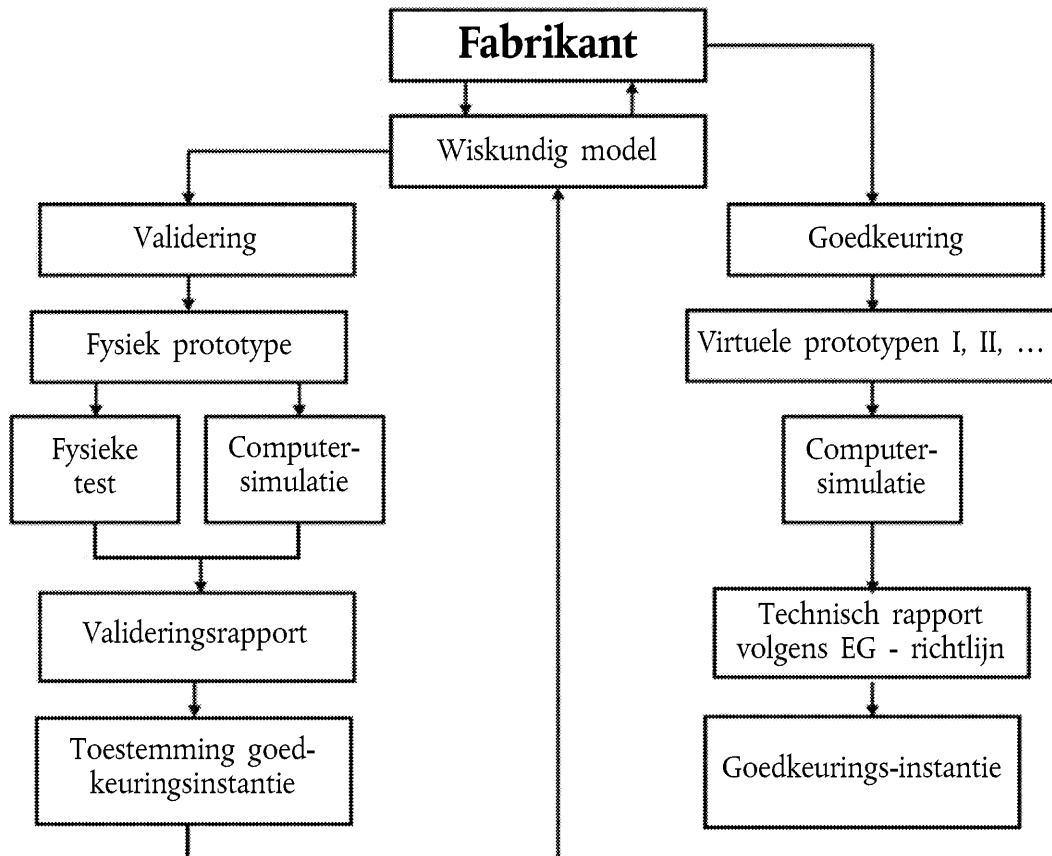 Fabrikant
Wiskundig model
Validering
Fysiek prototype
Fysieke
test
Computer-
simulatie
Valideringsrapport
Toestemming goed-
keuringsinstantie
Goedkeuring
Virtuele prototypen I, II, …
Computer-
simulatie
Technisch rapport
volgens EG - richtlijn
Goedkeurings-instantie